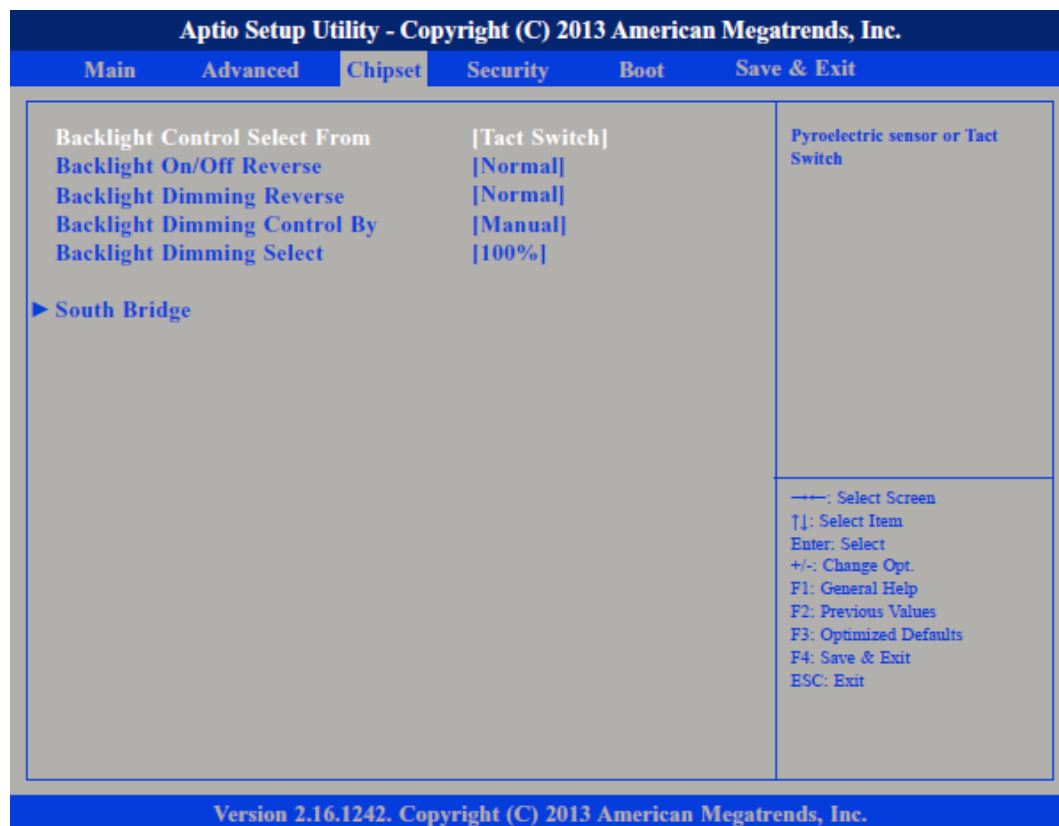 Aptio Setup Utility - Copyright (C) 2013 American Megatrends, Inc.
Main Advanced Chipset Security Boot Save & Exit
Backlight Control Select From [Tact Switch]
Backlight On/Off Reverse [Normal]
Backlight Dimming Reverse [Normal]
Backlight Dimming Control By [Manual]
Backlight Dimming Select [100%]
► South Bridge
Pyroelectric sensor or Tact
Switch
→←: Select Screen
↑↓: Select Item
Enter: Select
+/-: Change Opt.
F1: General Help
F2: Previous Values
F3: Optimized Defaults
F4: Save & Exit
ESC: Exit
Version 2.16.1242. Copyright (C) 2013 American Megatrends, Inc.